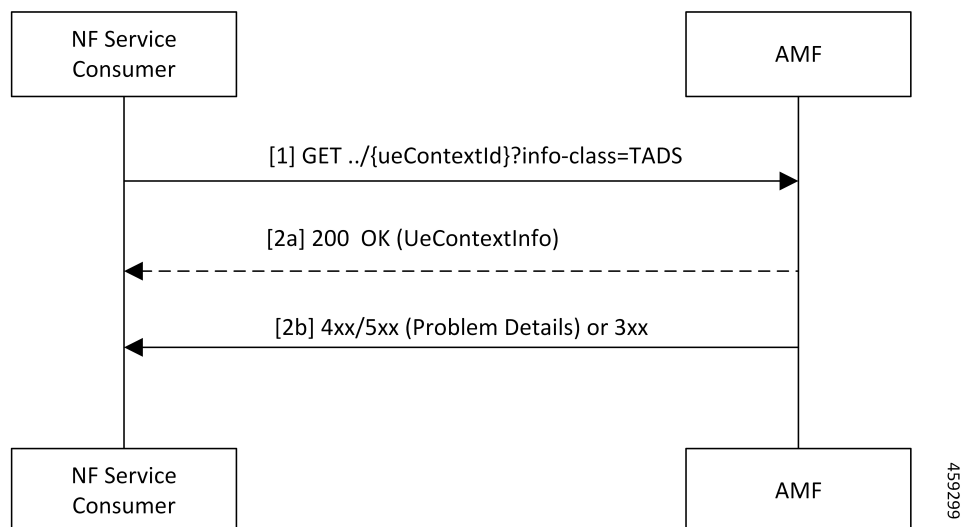 NF Service
Consumer
AMF
[1] GET ../{ueContextId}?info-class=TADS
[2a] 200 OK (UeContextInfo)
[2b] 4xx/5xx (Problem Details) or 3xx
NF Service
Consumer
AMF
459299